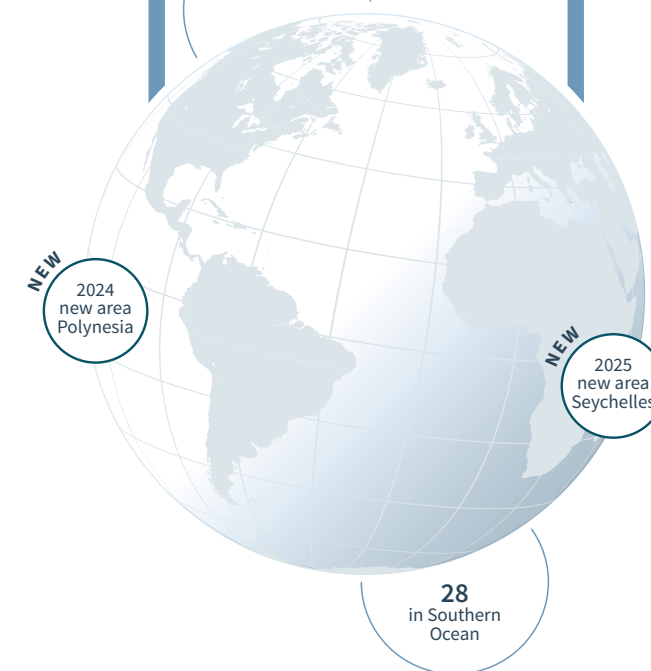 NEW
2024
new area
Polynesia
NEW
2025
new area
Seychelles
28
in Southern
Ocean